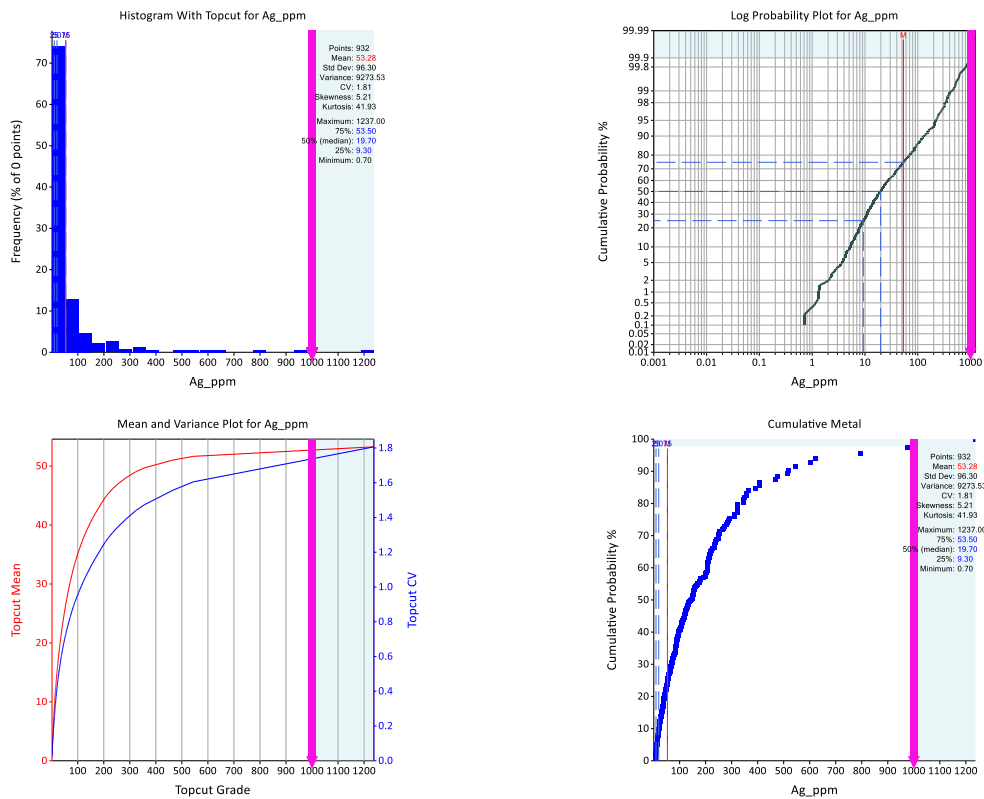 Histogram With Topcut for Ag_ppm
Points: 932
Mean: 53.28
Std Dev: 96.30
Variance: 9273.53
CV: 1.81
Skewness: 5.21
Kurtosis: 41.93
Maximum: 1237.00
75%: 53.50
50% (median): 19.70
25%: 9.30
Minimum: 0.70
Frequency (% of 0 points)
70
60
50
40
30
20
10
0
100 200 300 400 500 600 700 800 900 1000 1100 1200
Ag_ppm
Log Probability Plot for Ag_ppm
M
Cumulative Probability %
99.99
99.9
99.8
99
98
95
90
80
70
60
50
40
30
20
10
5
2
1
0.5
0.2
0.1
0.05
0.02
0.01
0.001 0.01 0.1 1 10 100 1000
Ag_ppm
Mean and Variance Plot for Ag_ppm
Topcut Mean
50
40
30
20
10
0
Topcut CV
1.8
1.6
1.4
1.2
1.0
0.8
0.6
0.4
0.2
0.0
100 200 300 400 500 600 700 800 900 1000 1100 1200
Topcut Grade
Cumulative Metal
Points: 932
Mean: 53.28
Std Dev: 96.30
Variance: 9273.53
CV: 1.81
Skewness: 5.21
Kurtosis: 41.93
Maximum: 1237.00
75%: 53.50
50% (median): 19.70
25%: 9.30
Minimum: 0.70
Cumulative Probability %
100
90
80
70
60
50
40
30
20
10
0
100 200 300 400 500 600 700 800 900 1000 1100 1200
Ag_ppm